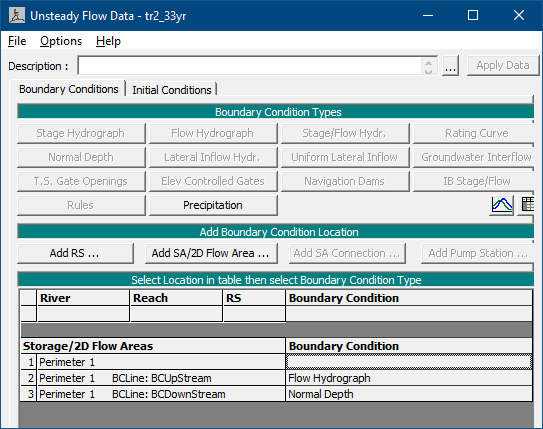 Unsteady Flow Data - tr2_33yr
File Options Help
Description : ... Apply Data
Boundary Conditions Initial Conditions
Boundary Condition Types
Stage Hydrograph Flow Hydrograph Stage/Flow Hydr. Rating Curve
Normal Depth Lateral Inflow Hydr. Uniform Lateral Inflow Groundwater Interflow
T.S. Gate Openings Elev Controlled Gates Navigation Dams IB Stage/Flow
Rules Precipitation
Add Boundary Condition Location
Add RS ... Add SA/2D Flow Area ... Add SA Connection ... Add Pump Station ...
Select Location in table then select Boundary Condition Type
River Reach RS Boundary Condition
Storage/2D Flow Areas Boundary Condition
1 Perimeter 1
2 Perimeter 1 BCLine: BCUpStream Flow Hydrograph
3 Perimeter 1 BCLine: BCDownStream Normal Depth